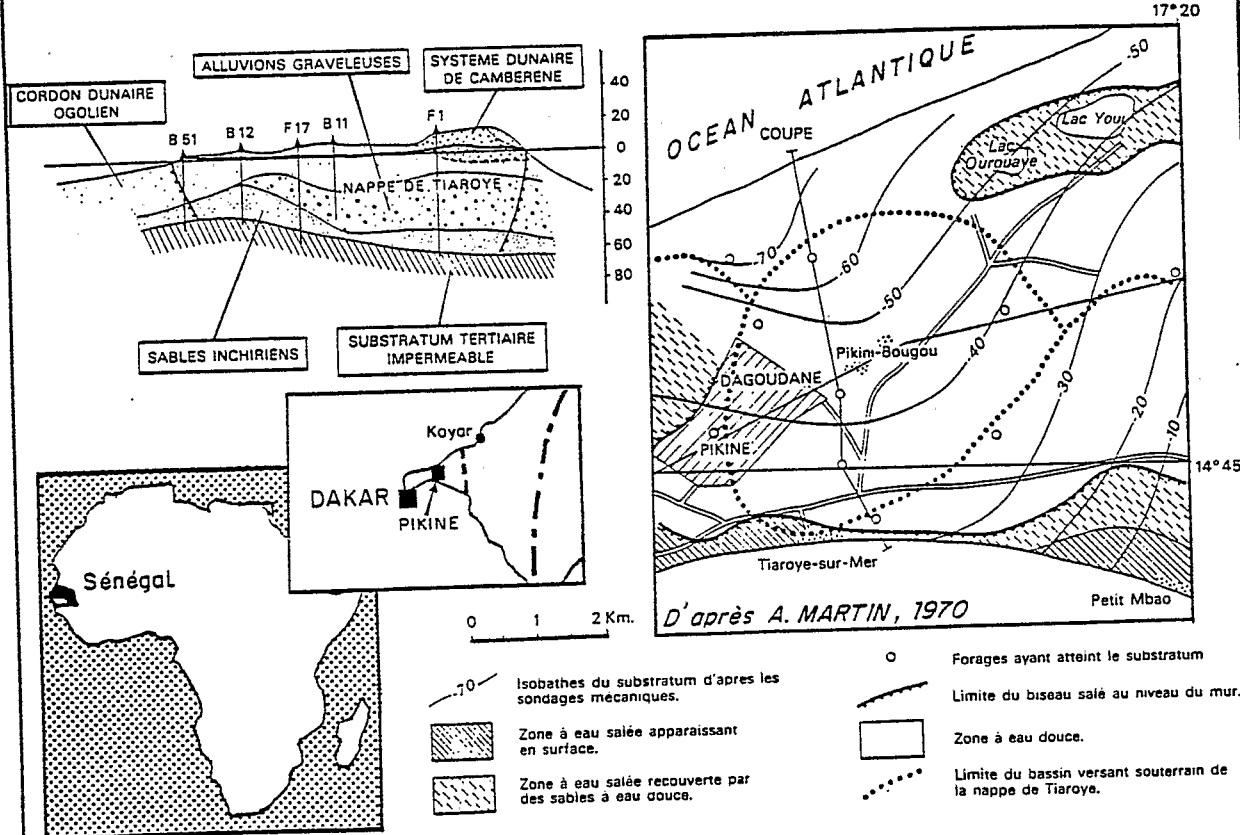 17°20
ALLUVIONS GRAVELEUSES
SYSTÈME DUNAIRE
DE CAMBERENE
CORDON DUNAIRE
OGOLIEN
B 51
B 12
F 17
B 11
F1
40
20
0
20
40
60
80
NAPPE DE TIAROYE
SABLES INCHIRIENS
SUBSTRATUM TERTIAIRE
IMPERMEABLE
OCEAN ATLANTIQUE
COUPE
-50
Lac Youi
Lac
Ourouaye
-70
-60
-50
Pikini-Bougou
-40
DAGOUDANE
-30
-20
-10
PIKINE
14°45
Tiaroye-sur-Mer
Petit Mbao
D'après A. MARTIN, 1970
Kayar
DAKAR
PIKINE
Sénégal
0 1 2 Km.
-70
Isobathes du substratum d'apres les
sondages mécaniques.
Zone à eau salée apparaissant
en surface.
Zone à eau salée recouverte par
des sables à eau douce.
Forages ayant atteint le substratum
Limite du biseau salé au niveau du mur.
Zone à eau douce.
Limite du bassin versant souterrain de
la nappe de Tiaroye.